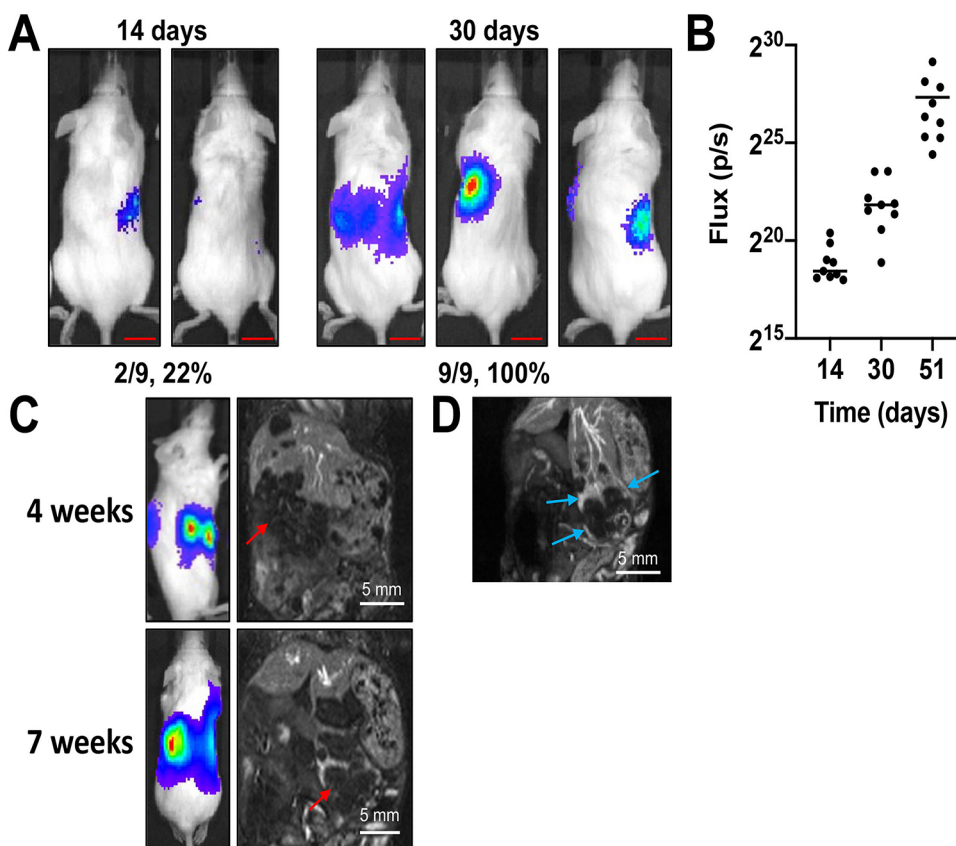 A
14 days
30 days
2/9, 22%
9/9, 100%
B
Flux (p/s)
2^30
2^25
2^20
2^15
14 30 51
Time (days)
C
4 weeks
5 mm
7 weeks
5 mm
D
5 mm